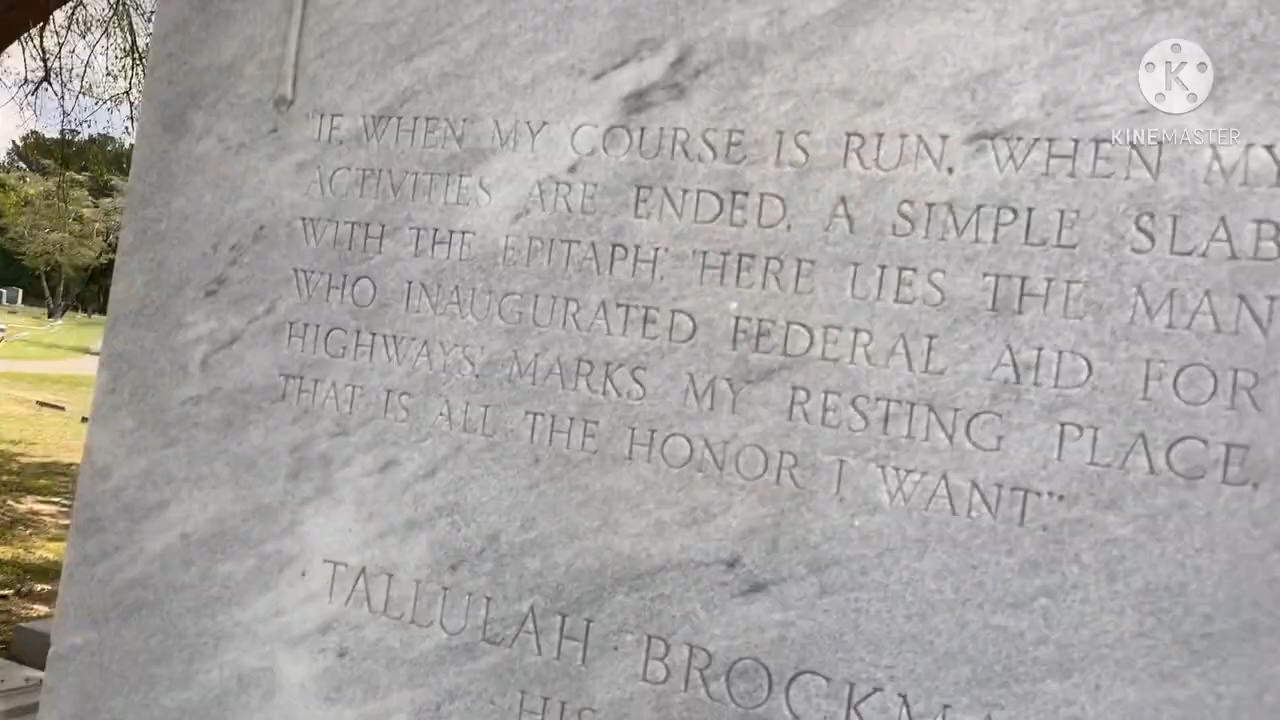 K
KINEMASTER
"IF, WHEN MY COURSE IS RUN, WHEN MY
ACTIVITIES ARE ENDED, A SIMPLE SLAB
WITH THE EPITAPH: 'HERE LIES THE MAN
WHO INAUGURATED FEDERAL AID FOR
HIGHWAYS,' MARKS MY RESTING PLACE,
THAT IS ALL THE HONOR I WANT"
TALLULAH BROCKMA
HIS